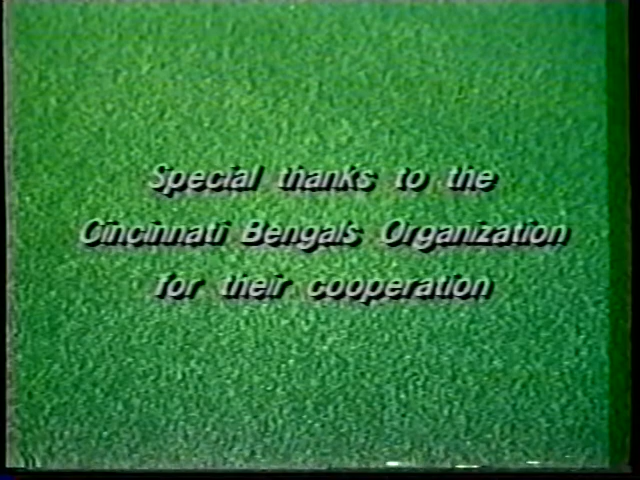 Special thanks to the
Cincinnati Bengals Organization
for their cooperation